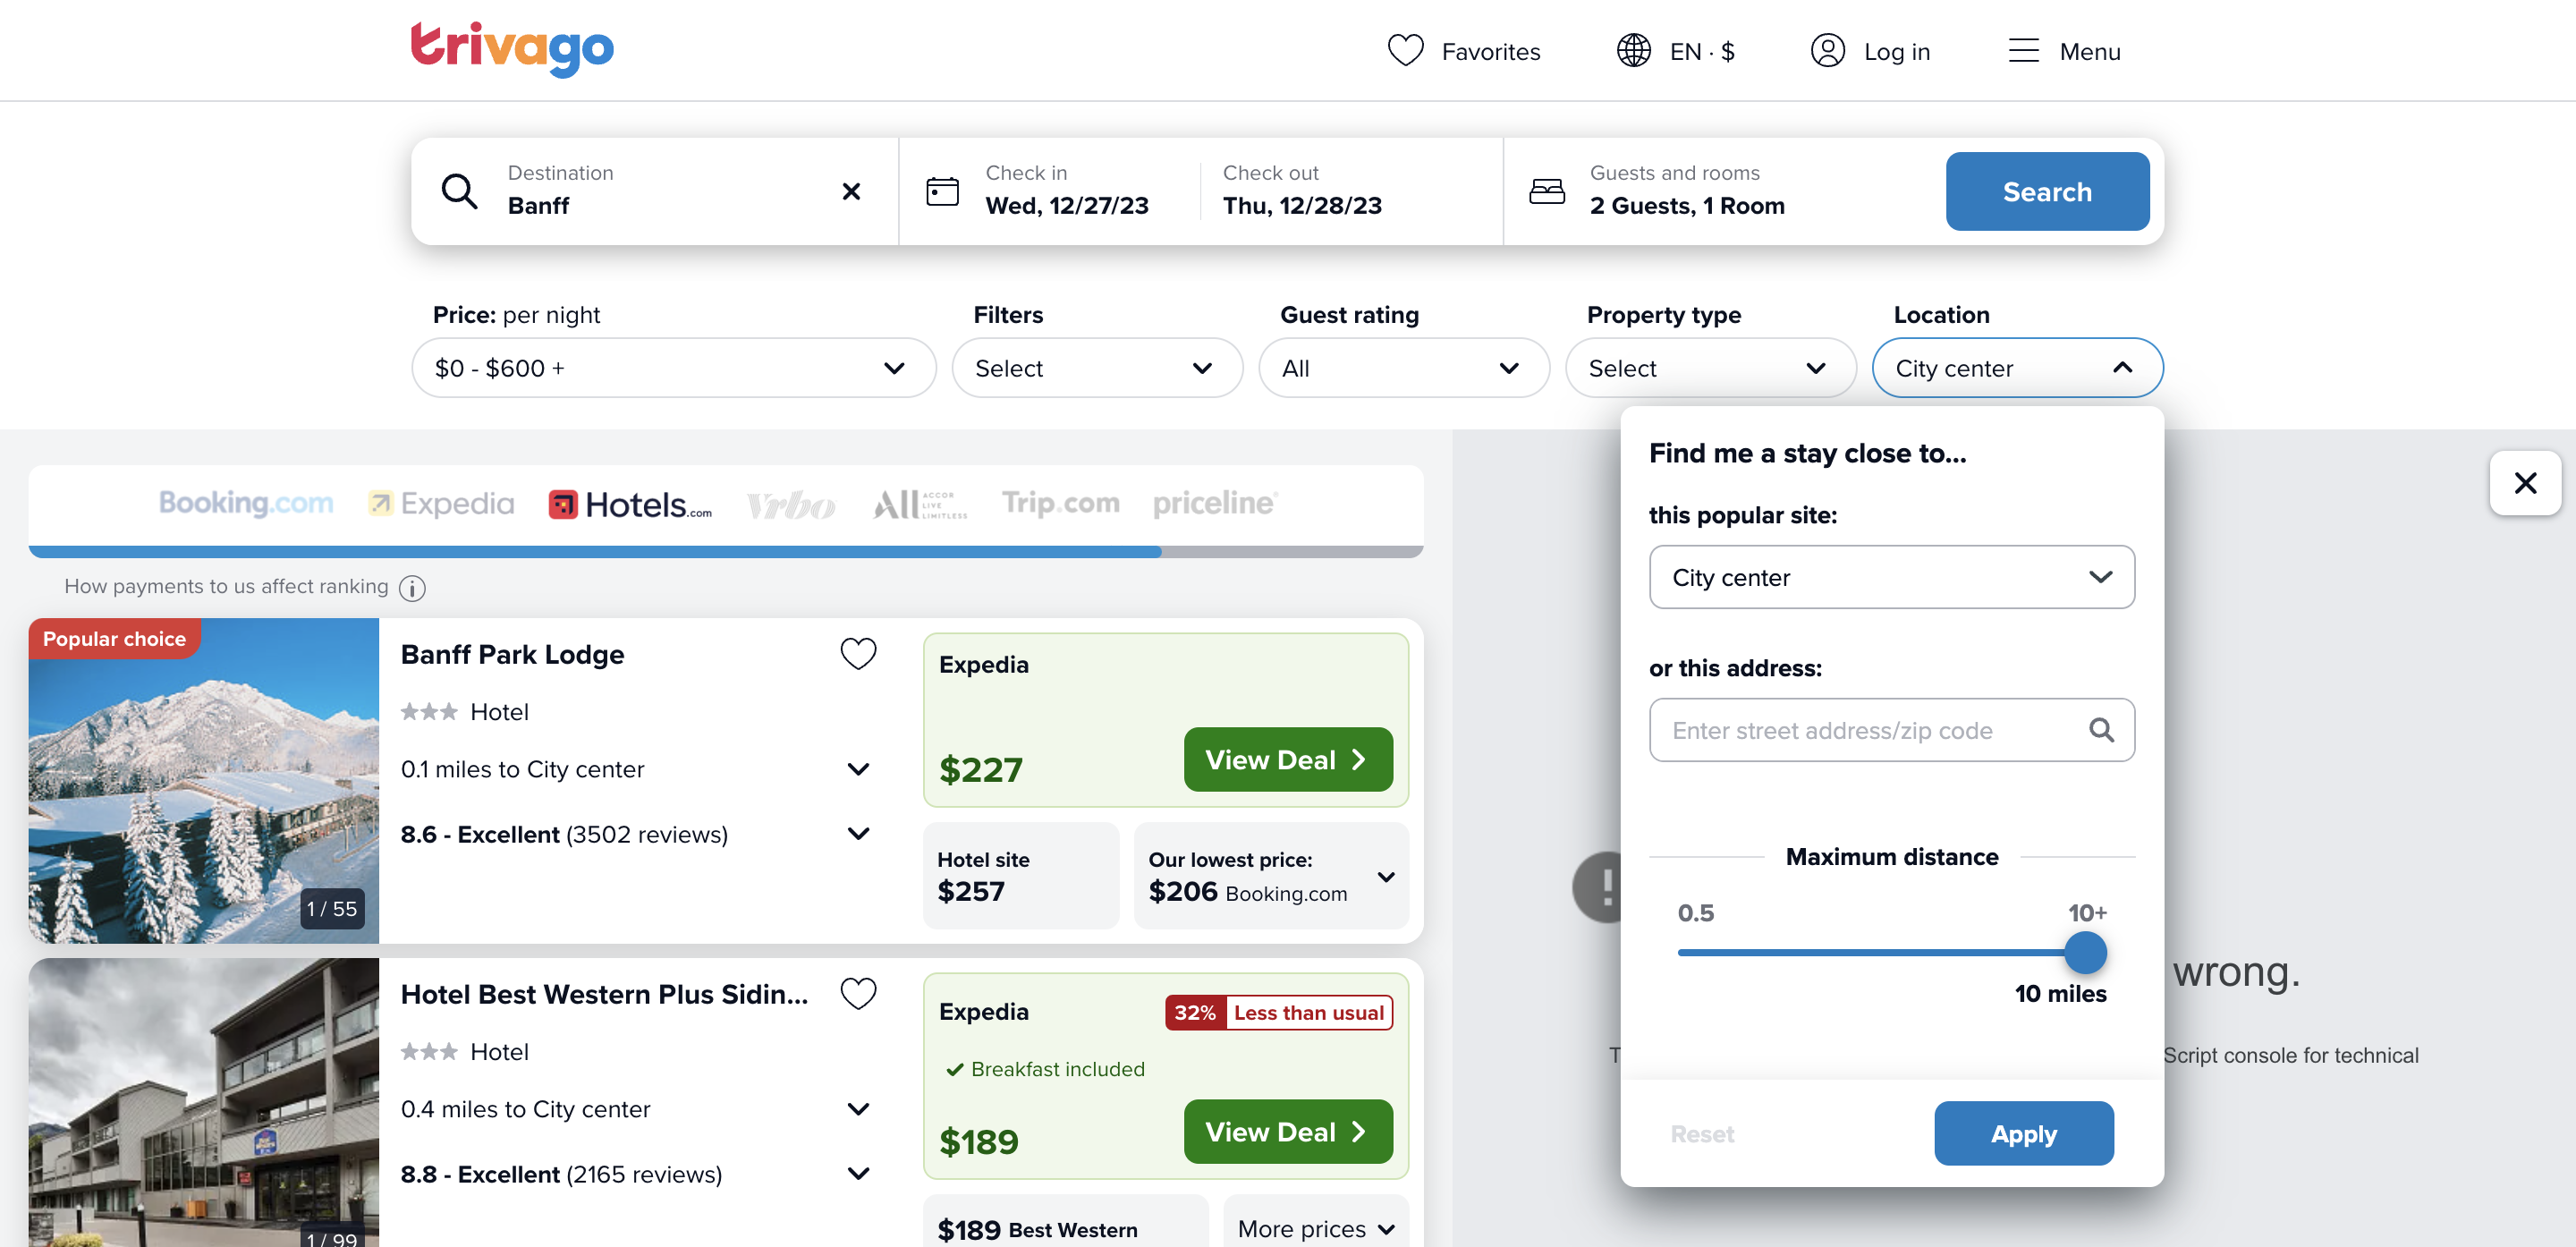 trivago
Favorites
EN · $
Log in
Menu
Destination
Banff
Check in
Wed, 12/27/23
Check out
Thu, 12/28/23
Guests and rooms
2 Guests, 1 Room
Search
Price: per night
$0 - $600 +
Filters
Select
Guest rating
All
Property type
Select
Location
City center
Booking.com
Expedia
Hotels.com
Vrbo
All ACCOR LIVE LIMITLESS
Trip.com
priceline
How payments to us affect ranking
Popular choice
1 / 55
Banff Park Lodge
Hotel
0.1 miles to City center
8.6 - Excellent (3502 reviews)
Expedia
$227
View Deal
Hotel site
$257
Our lowest price:
$206 Booking.com
1 / 99
Hotel Best Western Plus Sidin...
Hotel
0.4 miles to City center
8.8 - Excellent (2165 reviews)
Expedia
32% Less than usual
Breakfast included
$189
View Deal
$189 Best Western
More prices
Find me a stay close to...
this popular site:
City center
or this address:
Enter street address/zip code
Maximum distance
0.5
10+
10 miles
Reset
Apply
wrong.
Script console for technical